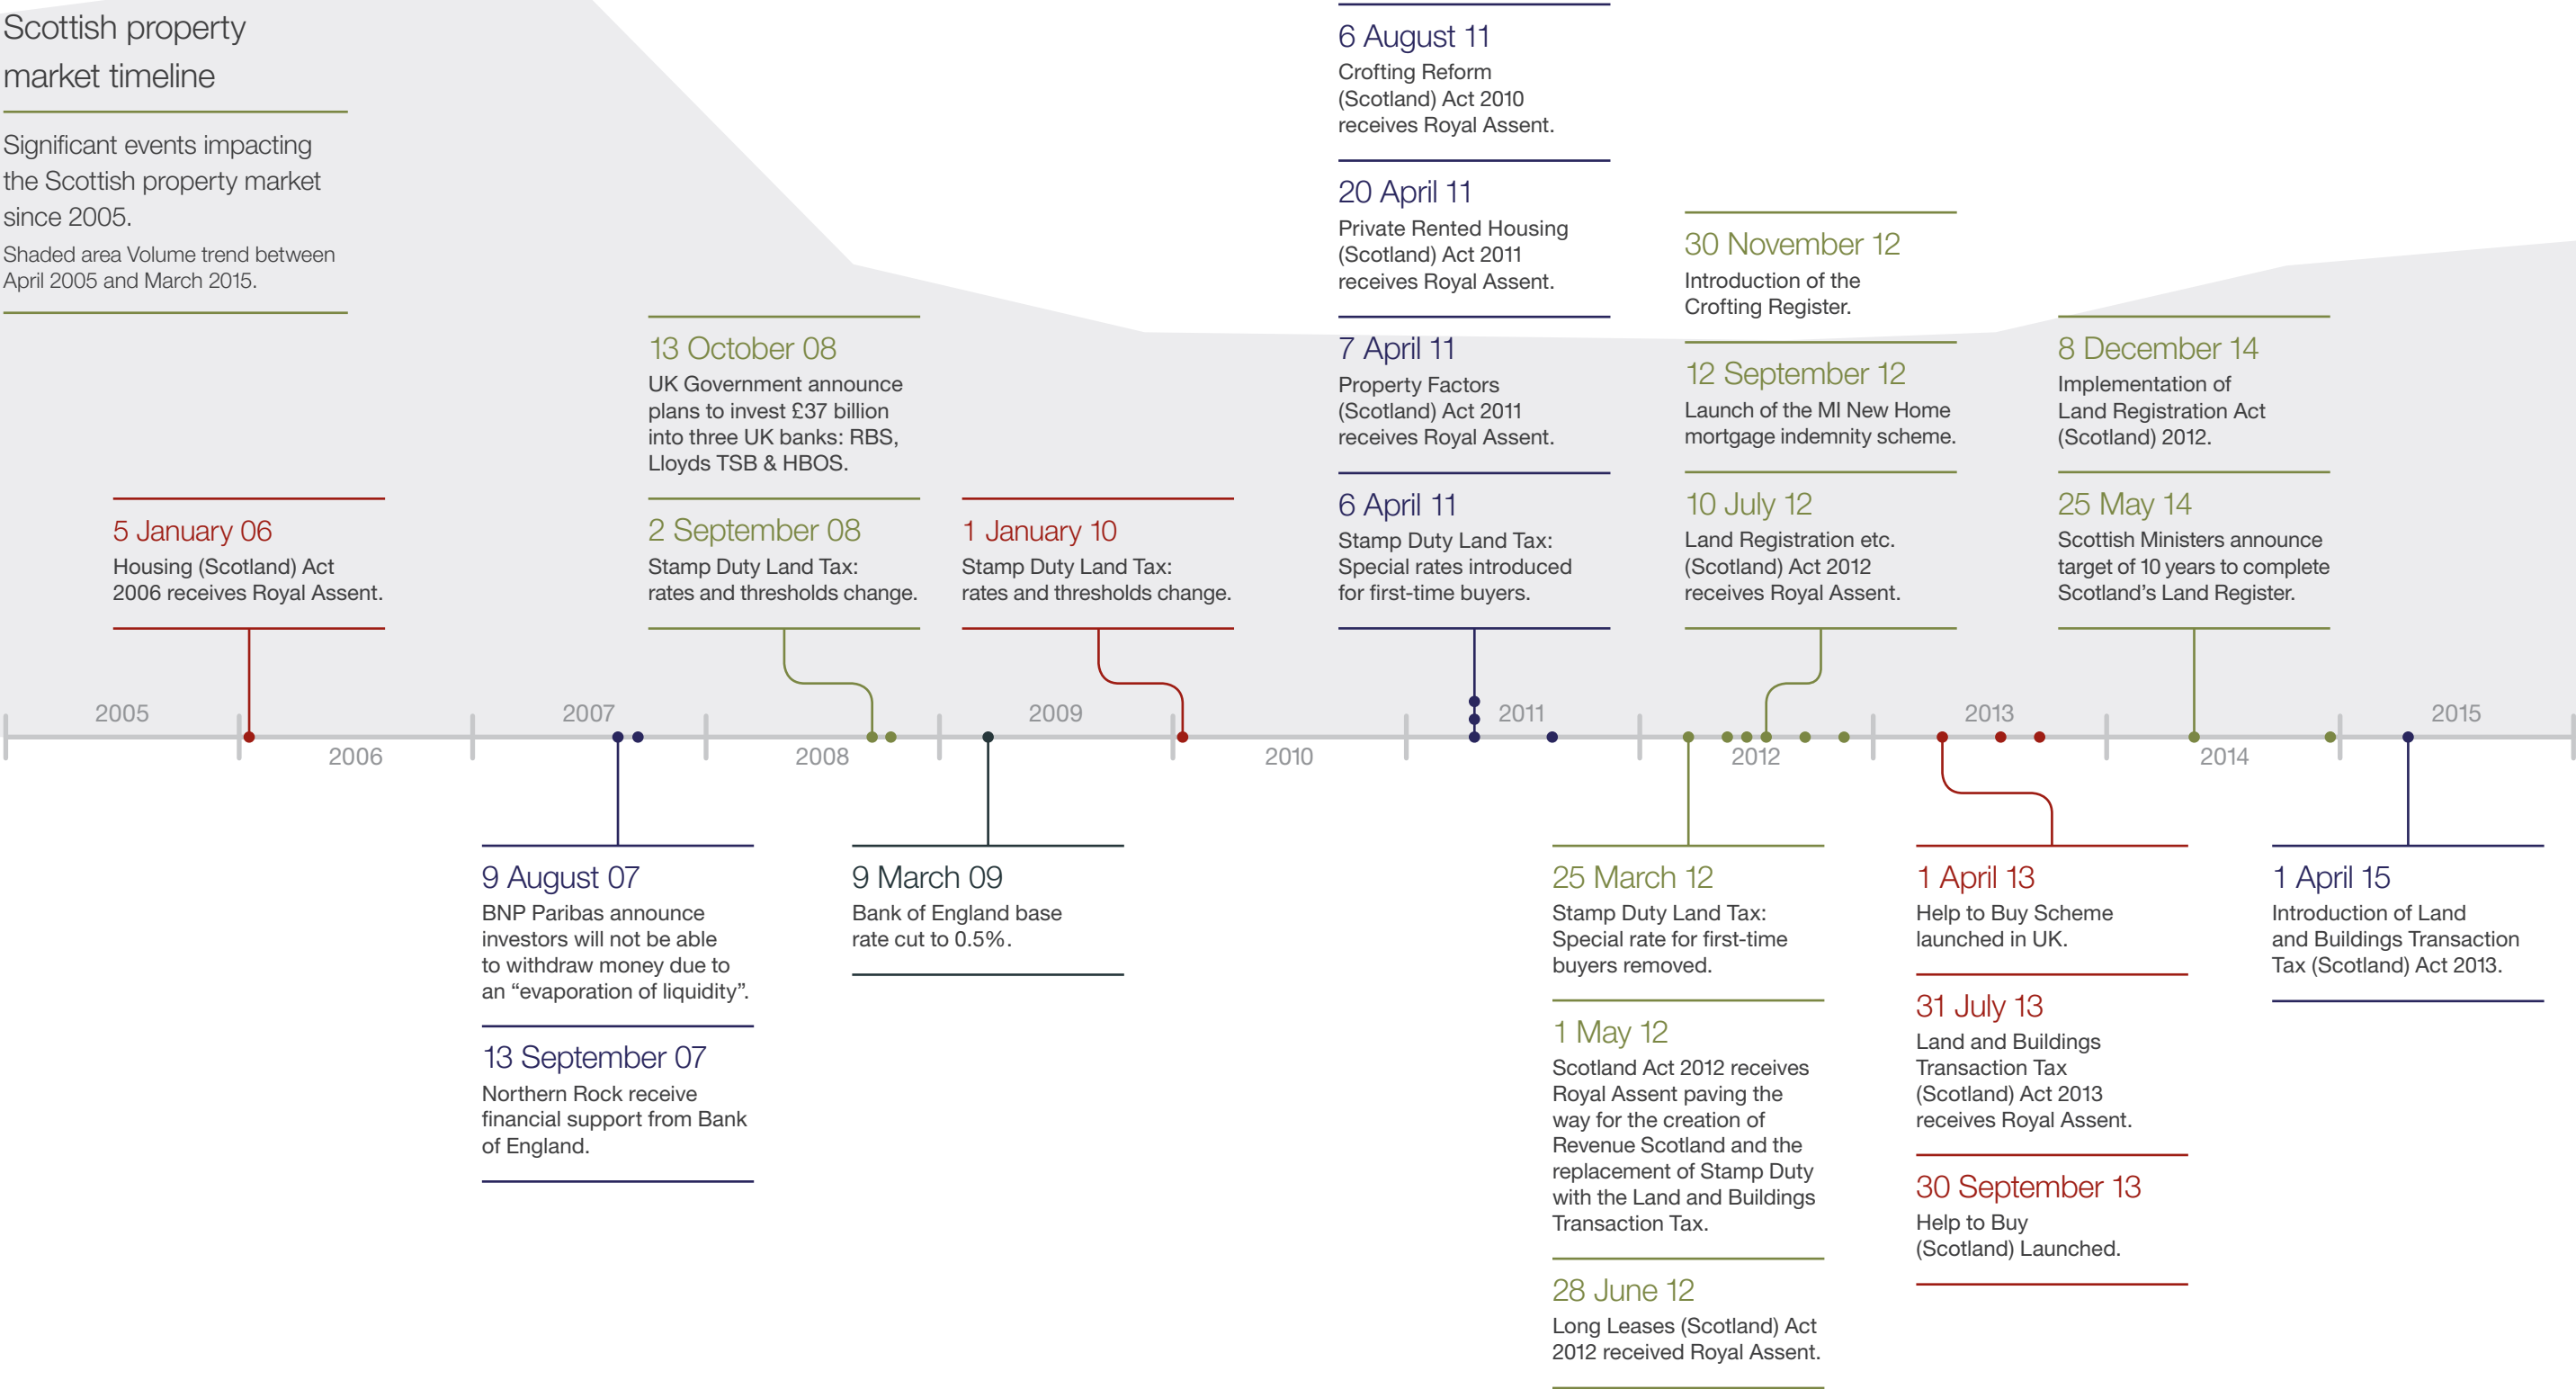 Scottish property
market timeline
Significant events impacting
the Scottish property market
since 2005.
Shaded area Volume trend between
April 2005 and March 2015.
6 August 11
Crofting Reform
(Scotland) Act 2010
receives Royal Assent.
20 April 11
Private Rented Housing
(Scotland) Act 2011
receives Royal Assent.
7 April 11
Property Factors
(Scotland) Act 2011
receives Royal Assent.
6 April 11
Stamp Duty Land Tax:
Special rates introduced
for first-time buyers.
30 November 12
Introduction of the
Crofting Register.
12 September 12
Launch of the MI New Home
mortgage indemnity scheme.
10 July 12
Land Registration etc.
(Scotland) Act 2012
receives Royal Assent.
8 December 14
Implementation of
Land Registration Act
(Scotland) 2012.
25 May 14
Scottish Ministers announce
target of 10 years to complete
Scotland's Land Register.
13 October 08
UK Government announce
plans to invest £37 billion
into three UK banks: RBS,
Lloyds TSB & HBOS.
2 September 08
Stamp Duty Land Tax:
rates and thresholds change.
1 January 10
Stamp Duty Land Tax:
rates and thresholds change.
5 January 06
Housing (Scotland) Act
2006 receives Royal Assent.
2005
2006
2007
2008
2009
2010
2011
2012
2013
2014
2015
9 August 07
BNP Paribas announce
investors will not be able
to withdraw money due to
an “evaporation of liquidity”.
13 September 07
Northern Rock receive
financial support from Bank
of England.
9 March 09
Bank of England base
rate cut to 0.5%.
25 March 12
Stamp Duty Land Tax:
Special rate for first-time
buyers removed.
1 May 12
Scotland Act 2012 receives
Royal Assent paving the
way for the creation of
Revenue Scotland and the
replacement of Stamp Duty
with the Land and Buildings
Transaction Tax.
28 June 12
Long Leases (Scotland) Act
2012 received Royal Assent.
1 April 13
Help to Buy Scheme
launched in UK.
31 July 13
Land and Buildings
Transaction Tax
(Scotland) Act 2013
receives Royal Assent.
30 September 13
Help to Buy
(Scotland) Launched.
1 April 15
Introduction of Land
and Buildings Transaction
Tax (Scotland) Act 2013.